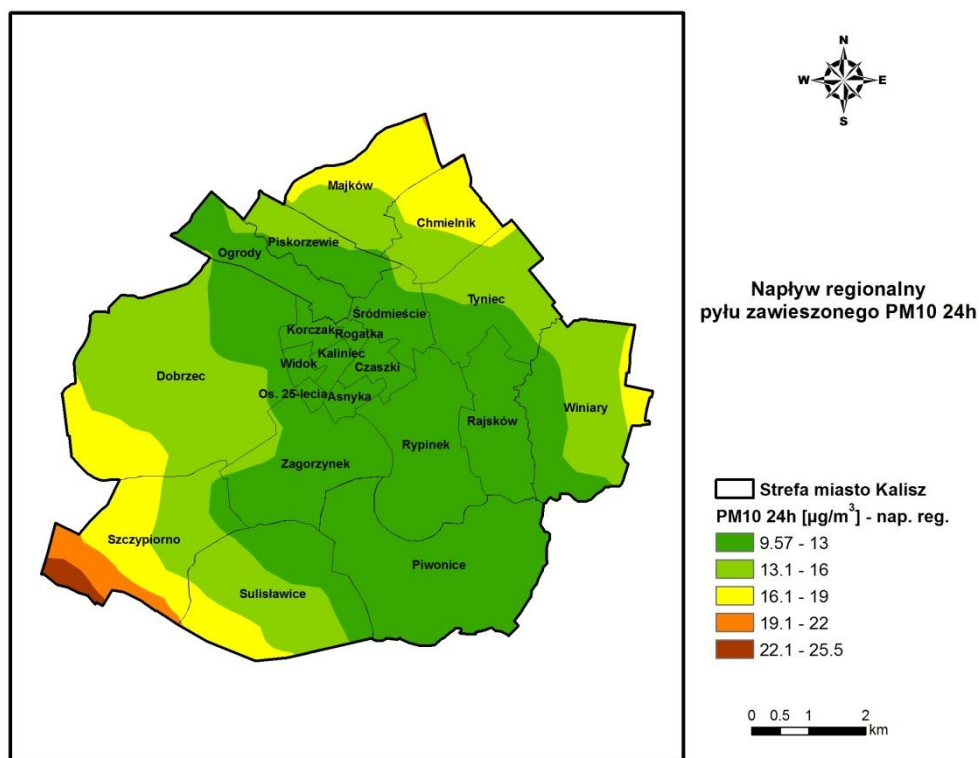 N
W E
S
Majków
Chmielnik
Piskorzewie
Ogrody
Tyniec
Napływ regionalny
pyłu zawieszonego PM10 24h
Śródmieście
Korczak
Rogatka
Kaliniec
Widok
Czaszki
Dobrzec
Os. 25-lecia
Asnyka
Winiary
Rajsków
Rypinek
Zagorzynek
Strefa miasto Kalisz
PM10 24h [µg/m³] - nap. reg.
9.57 - 13
13.1 - 16
16.1 - 19
19.1 - 22
22.1 - 25.5
Szczypiorno
Piwonice
Sulisławice
0 0.5 1 2
km